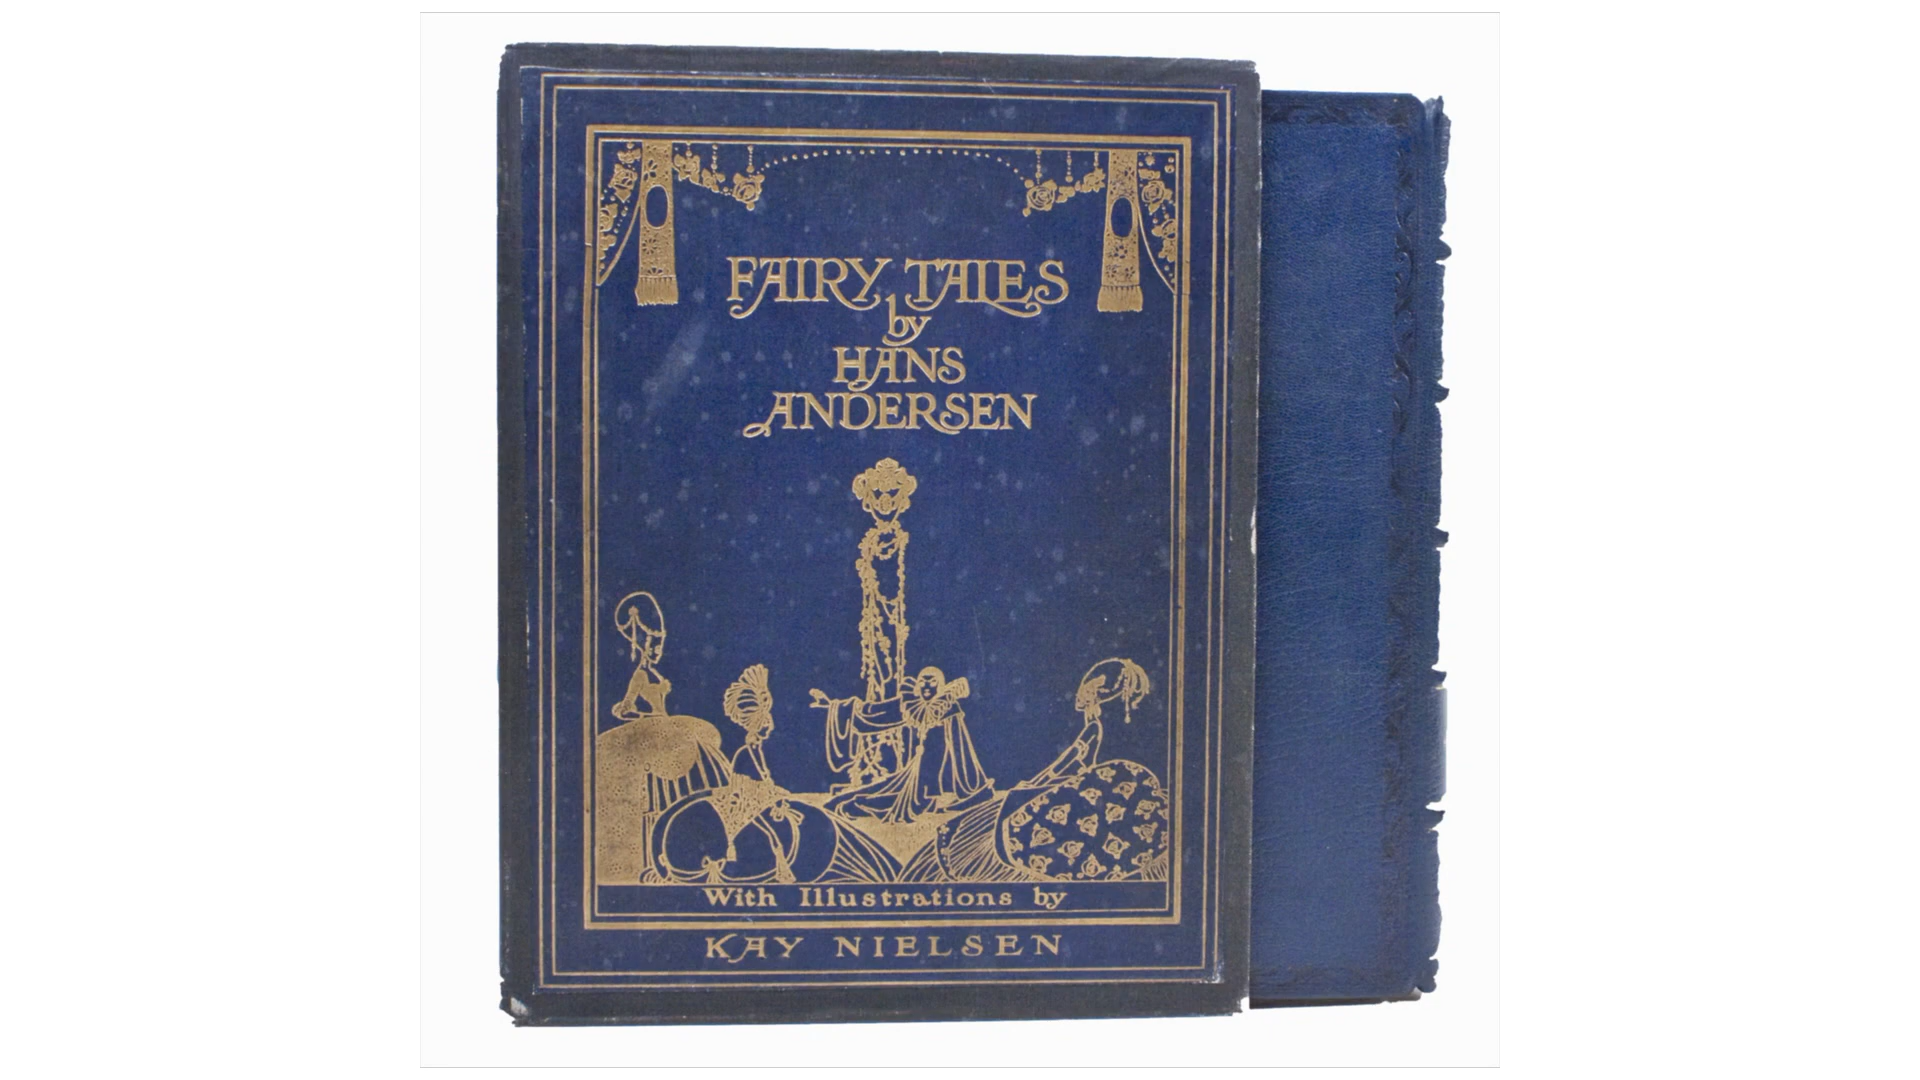 FAIRY TALES
by
HANS
ANDERSEN
With Illustrations by
KAY NIELSEN